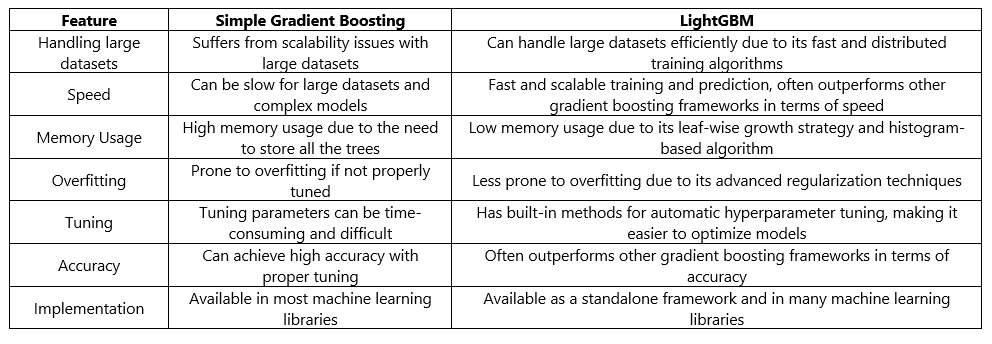 Feature Simple Gradient Boosting LightGBM
Handling large datasets Suffers from scalability issues with large datasets Can handle large datasets efficiently due to its fast and distributed training algorithms
Speed Can be slow for large datasets and complex models Fast and scalable training and prediction, often outperforms other gradient boosting frameworks in terms of speed
Memory Usage High memory usage due to the need to store all the trees Low memory usage due to its leaf-wise growth strategy and histogram-based algorithm
Overfitting Prone to overfitting if not properly tuned Less prone to overfitting due to its advanced regularization techniques
Tuning Tuning parameters can be time-consuming and difficult Has built-in methods for automatic hyperparameter tuning, making it easier to optimize models
Accuracy Can achieve high accuracy with proper tuning Often outperforms other gradient boosting frameworks in terms of accuracy
Implementation Available in most machine learning libraries Available as a standalone framework and in many machine learning libraries